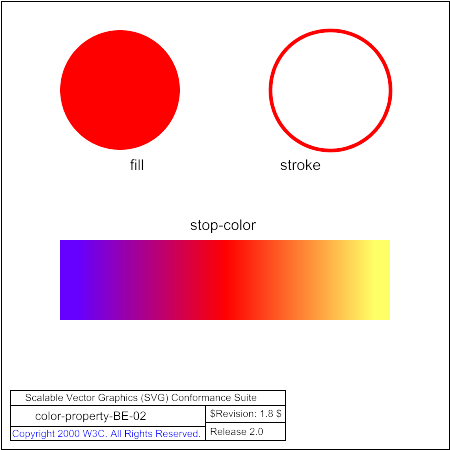 fill
stroke
stop-color
Scalable Vector Graphics (SVG) Conformance Suite
color-property-BE-02
$Revision: 1.8 $
Copyright 2000 W3C. All Rights Reserved.
Release 2.0